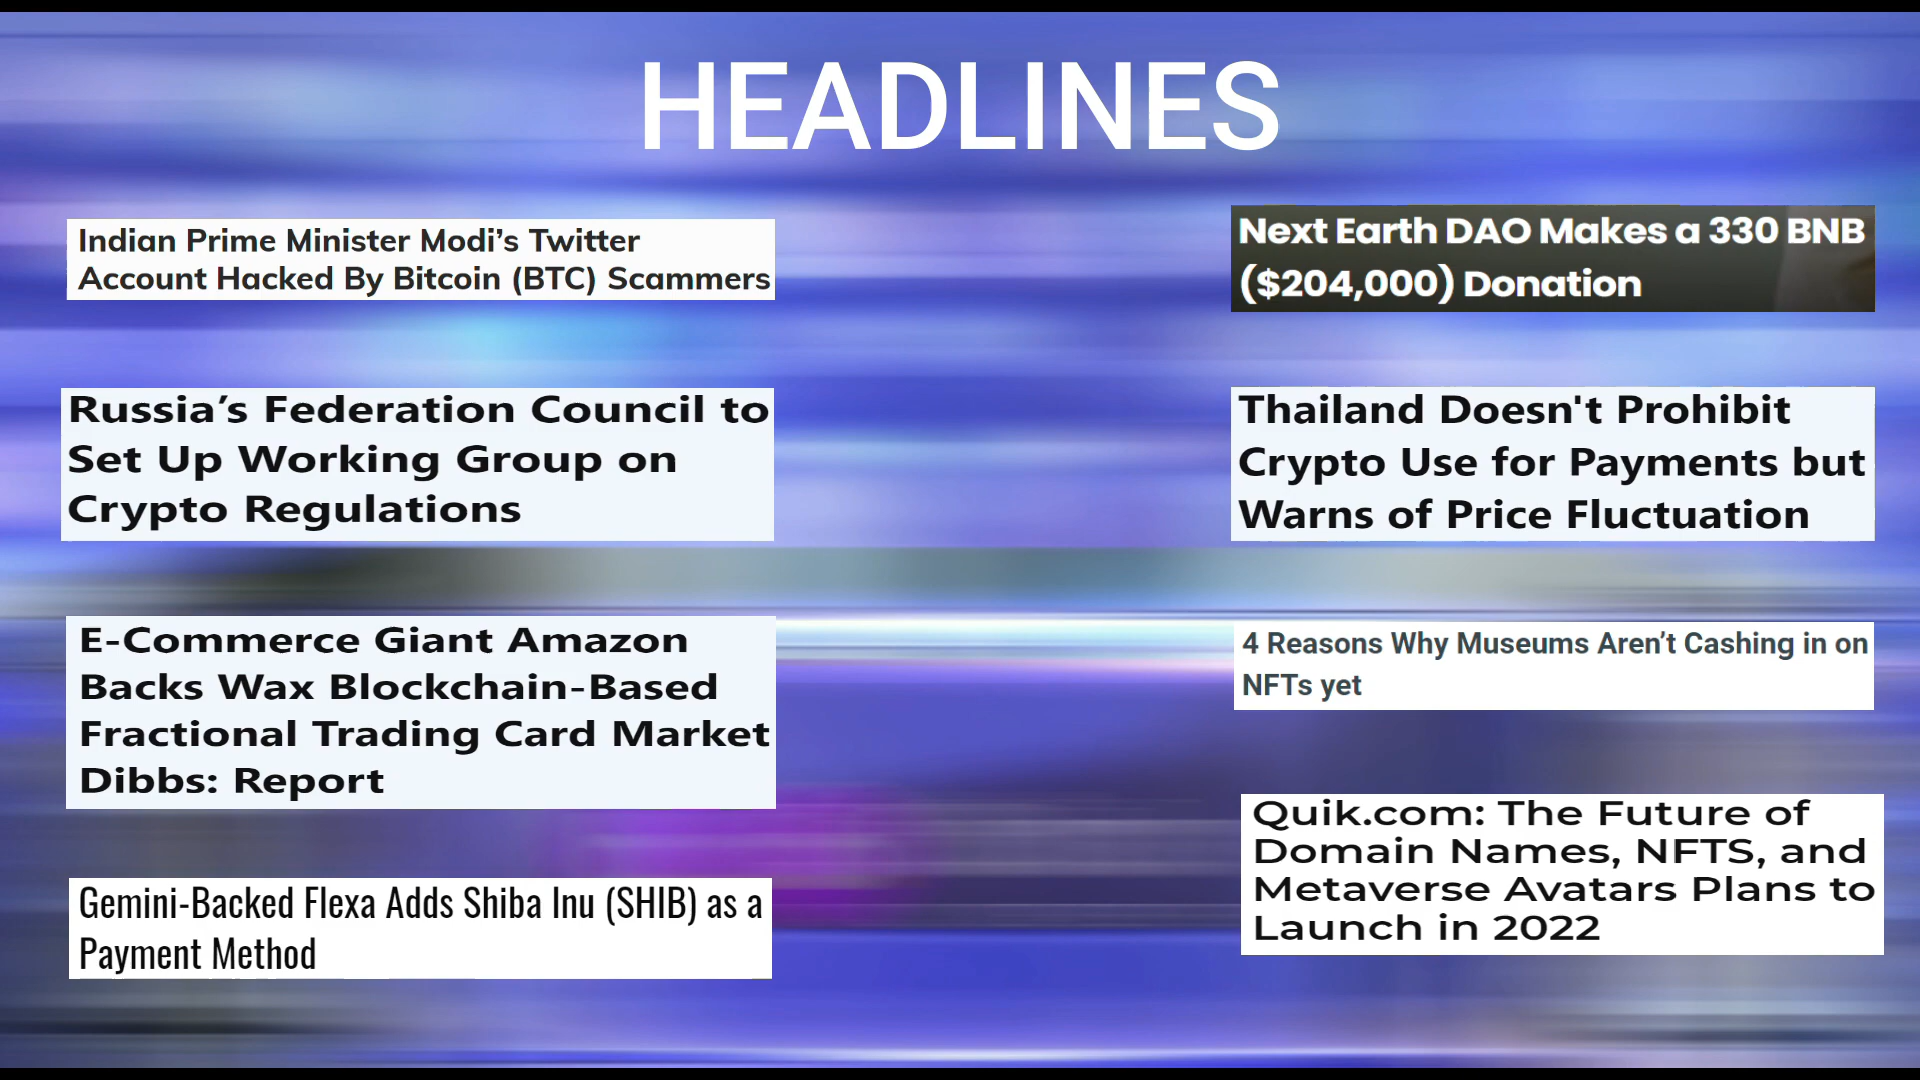 HEADLINES
Indian Prime Minister Modi’s Twitter
Account Hacked By Bitcoin (BTC) Scammers
Russia’s Federation Council to
Set Up Working Group on
Crypto Regulations
E-Commerce Giant Amazon
Backs Wax Blockchain-Based
Fractional Trading Card Market
Dibbs: Report
Gemini-Backed Flexa Adds Shiba Inu (SHIB) as a
Payment Method
Next Earth DAO Makes a 330 BNB
($204,000) Donation
Thailand Doesn't Prohibit
Crypto Use for Payments but
Warns of Price Fluctuation
4 Reasons Why Museums Aren’t Cashing in on
NFTs yet
Quik.com: The Future of
Domain Names, NFTS, and
Metaverse Avatars Plans to
Launch in 2022